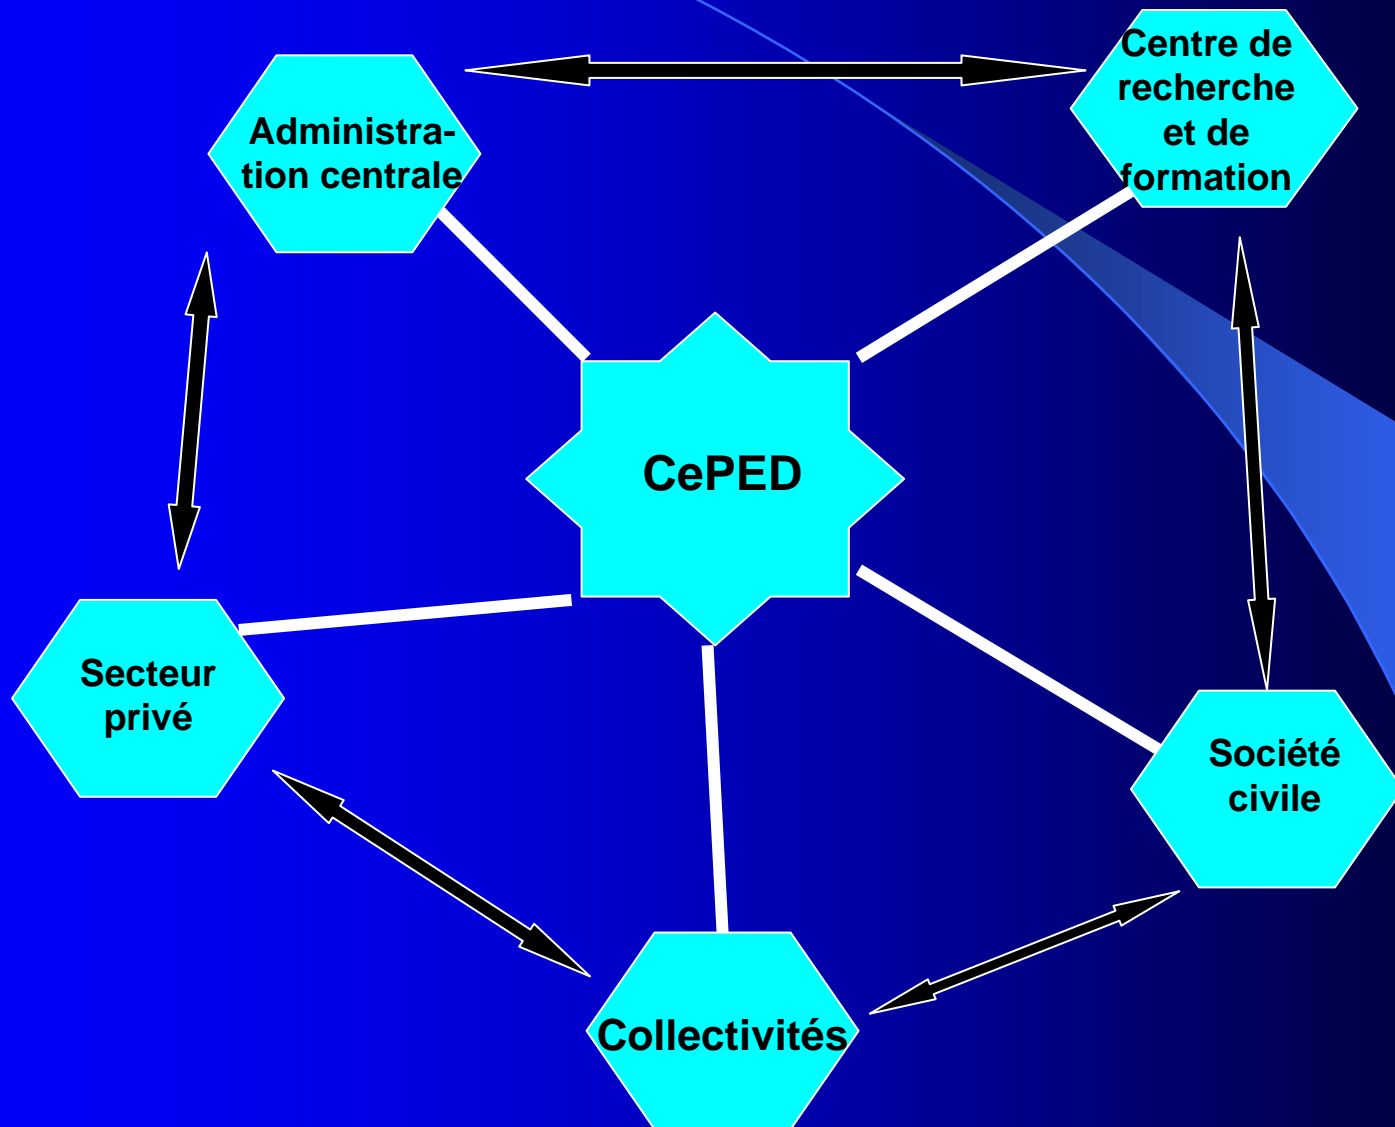 Centre de
recherche
et de
formation
Administra-
tion centrale
CePED
Secteur
privé
Société
civile
Collectivités